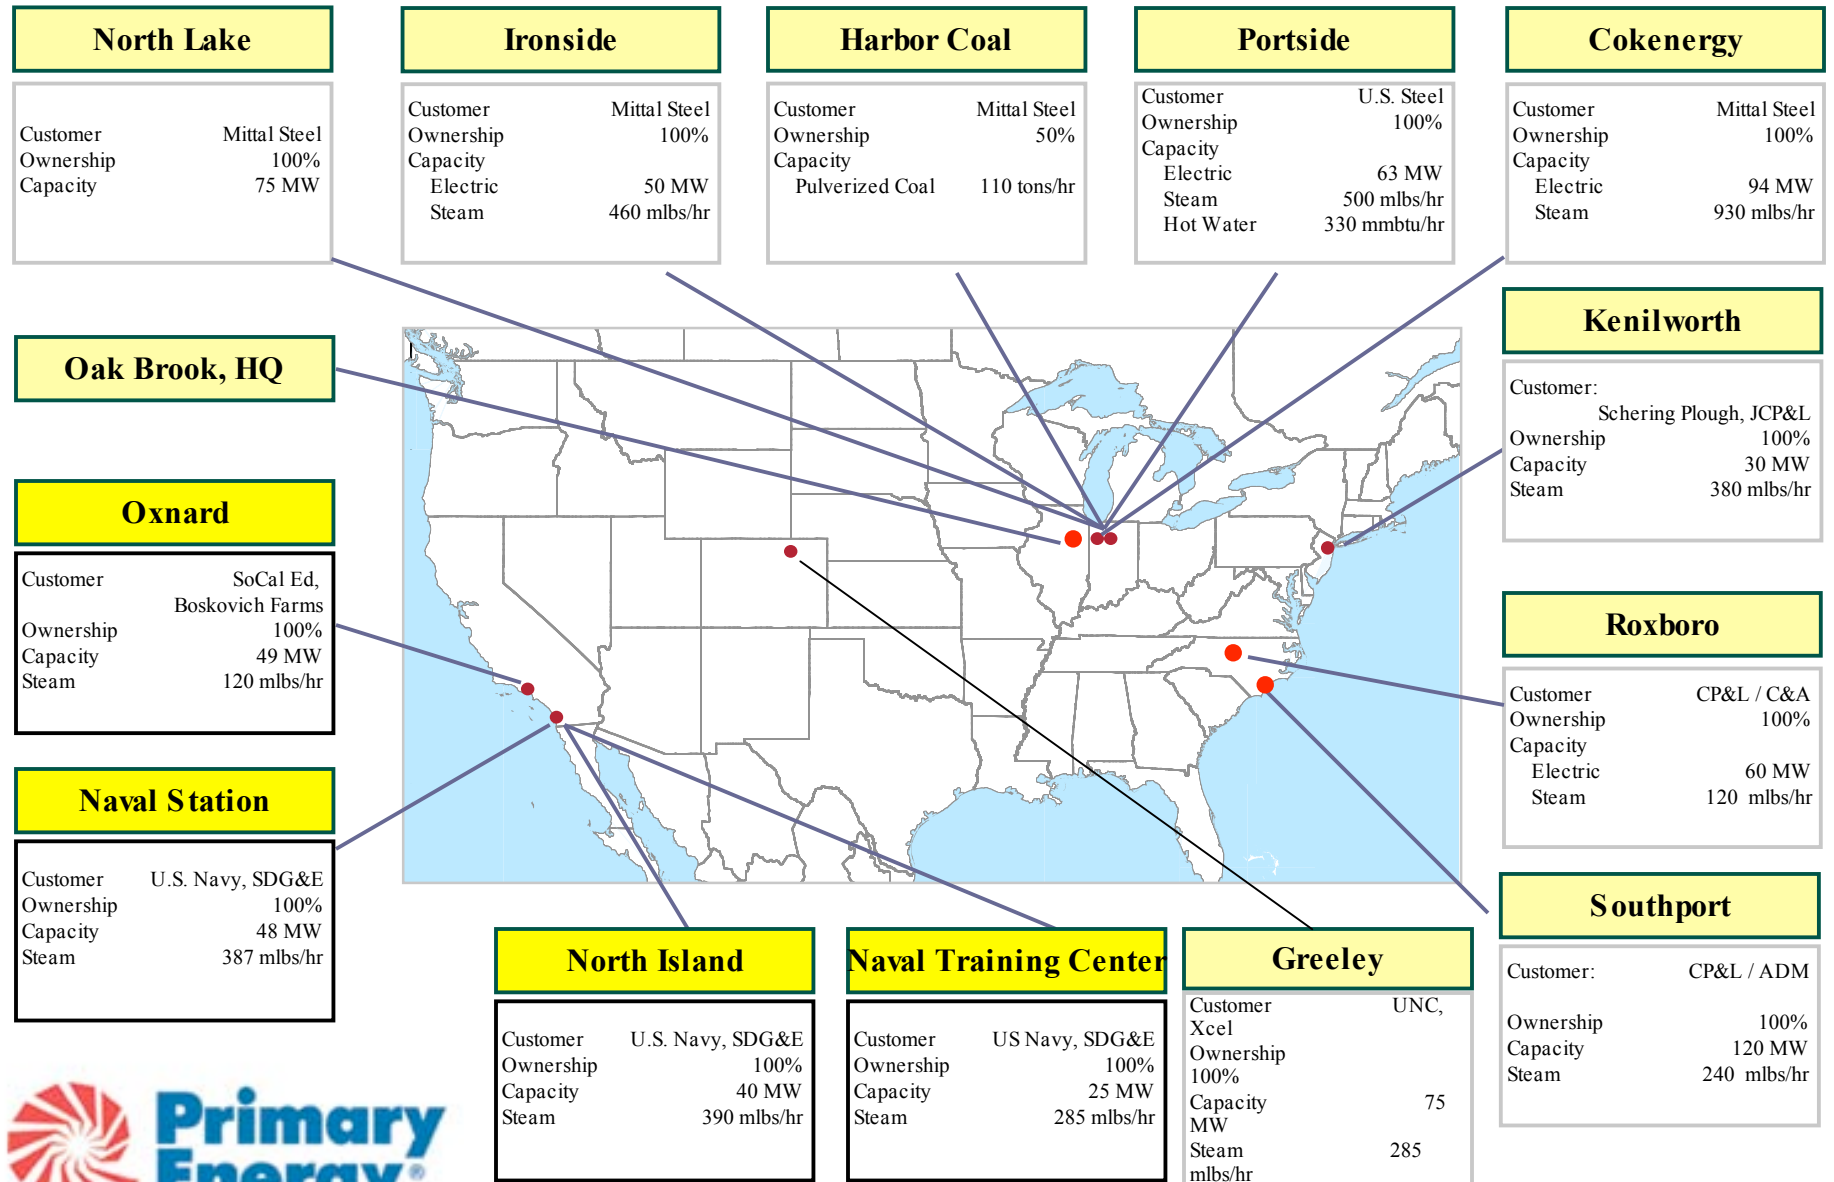 North Lake
Customer Mittal Steel
Ownership 100%
Capacity 75 MW
Ironside
Customer Mittal Steel
Ownership 100%
Capacity
Electric 50 MW
Steam 460 mlbs/hr
Harbor Coal
Customer Mittal Steel
Ownership 50%
Capacity
Pulverized Coal 110 tons/hr
Portside
Customer U.S. Steel
Ownership 100%
Capacity
Electric 63 MW
Steam 500 mlbs/hr
Hot Water 330 mmbtu/hr
Cokenergy
Customer Mittal Steel
Ownership 100%
Capacity
Electric 94 MW
Steam 930 mlbs/hr
Oak Brook, HQ
Kenilworth
Customer:
Schering Plough, JCP&L
Ownership 100%
Capacity 30 MW
Steam 380 mlbs/hr
Oxnard
Customer SoCal Ed,
Boskovich Farms
Ownership 100%
Capacity 49 MW
Steam 120 mlbs/hr
Roxboro
Customer CP&L / C&A
Ownership 100%
Capacity
Electric 60 MW
Steam 120 mlbs/hr
Naval Station
Customer U.S. Navy, SDG&E
Ownership 100%
Capacity 48 MW
Steam 387 mlbs/hr
North Island
Customer U.S. Navy, SDG&E
Ownership 100%
Capacity 40 MW
Steam 390 mlbs/hr
Naval Training Center
Customer US Navy, SDG&E
Ownership 100%
Capacity 25 MW
Steam 285 mlbs/hr
Greeley
Customer UNC,
Xcel
Ownership
100%
Capacity 75
MW
Steam 285
mlbs/hr
Southport
Customer: CP&L / ADM
Ownership 100%
Capacity 120 MW
Steam 240 mlbs/hr
Primary
Energy®